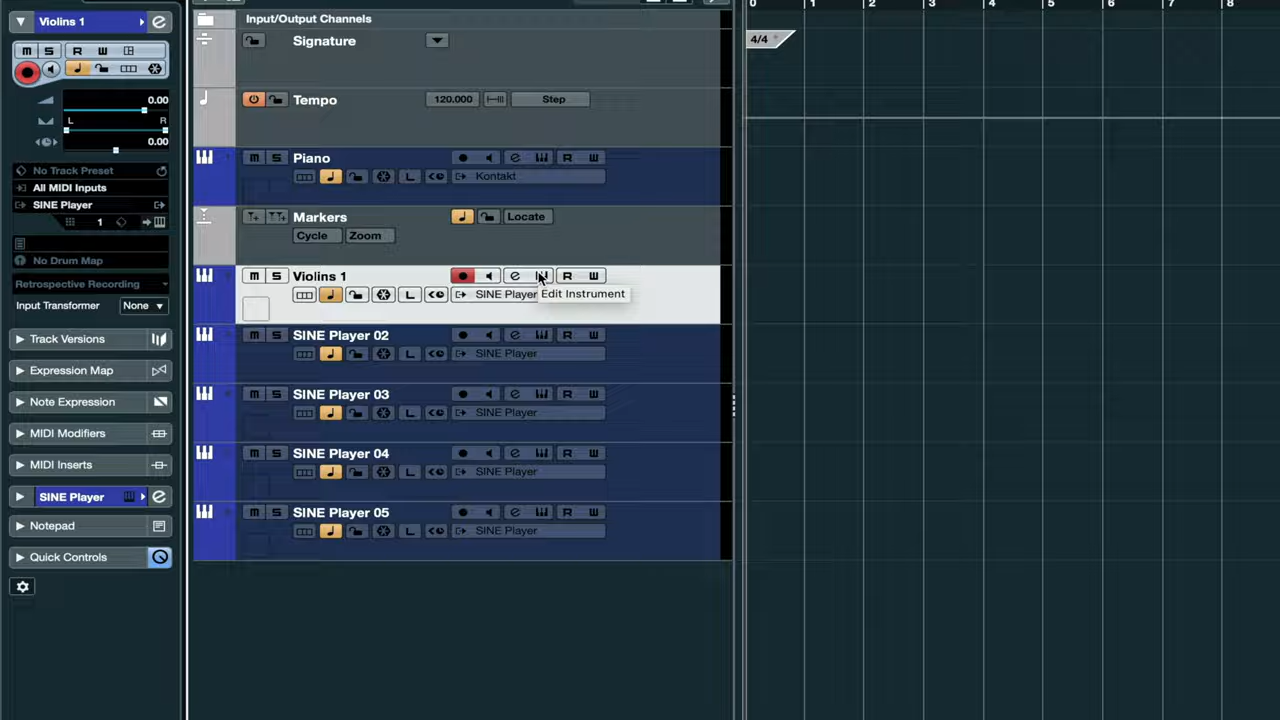 Violins 1
M S R W
0.00
L R
0.00
No Track Preset
All MIDI Inputs
SINE Player
1
No Drum Map
Retrospective Recording
Input Transformer None
Track Versions
Expression Map
Note Expression
MIDI Modifiers
MIDI Inserts
SINE Player
Notepad
Quick Controls
Input/Output Channels
Signature
Tempo 120.000 Step
M S Piano R W
L Kontakt
Markers Locate
Cycle Zoom
M S Violins 1 R W
L SINE Player
Edit Instrument
M S SINE Player 02 R W
L SINE Player
M S SINE Player 03 R W
L SINE Player
M S SINE Player 04 R W
L SINE Player
M S SINE Player 05 R W
L SINE Player
0 1 2 3 4 5 6 7 8
4/4